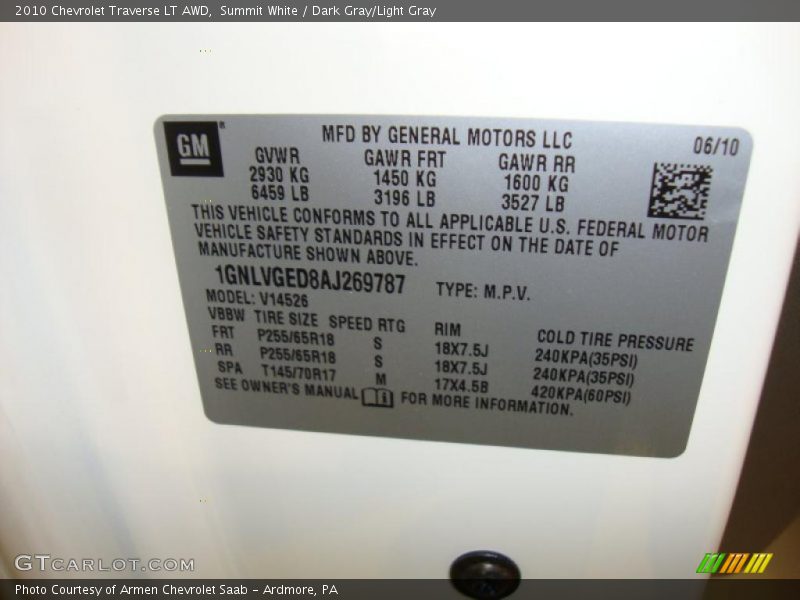 2010 Chevrolet Traverse LT AWD,  Summit White / Dark Gray/Light Gray
GM®
MFD BY GENERAL MOTORS LLC
06/10
GVWR GAWR FRT GAWR RR
2930 KG 1450 KG 1600 KG
6459 LB 3196 LB 3527 LB
THIS VEHICLE CONFORMS TO ALL APPLICABLE U.S. FEDERAL MOTOR
VEHICLE SAFETY STANDARDS IN EFFECT ON THE DATE OF
MANUFACTURE SHOWN ABOVE.
1GNLVGED8AJ269787 TYPE: M.P.V.
MODEL: V14526
VBBW TIRE SIZE SPEED RTG RIM COLD TIRE PRESSURE
FRT P255/65R18 S 18X7.5J 240KPA(35PSI)
RR P255/65R18 S 18X7.5J 240KPA(35PSI)
SPA T145/70R17 M 17X4.5B 420KPA(60PSI)
SEE OWNER'S MANUAL FOR MORE INFORMATION.
GTCARLOT.COM
Photo Courtesy of Armen Chevrolet Saab - Ardmore, PA